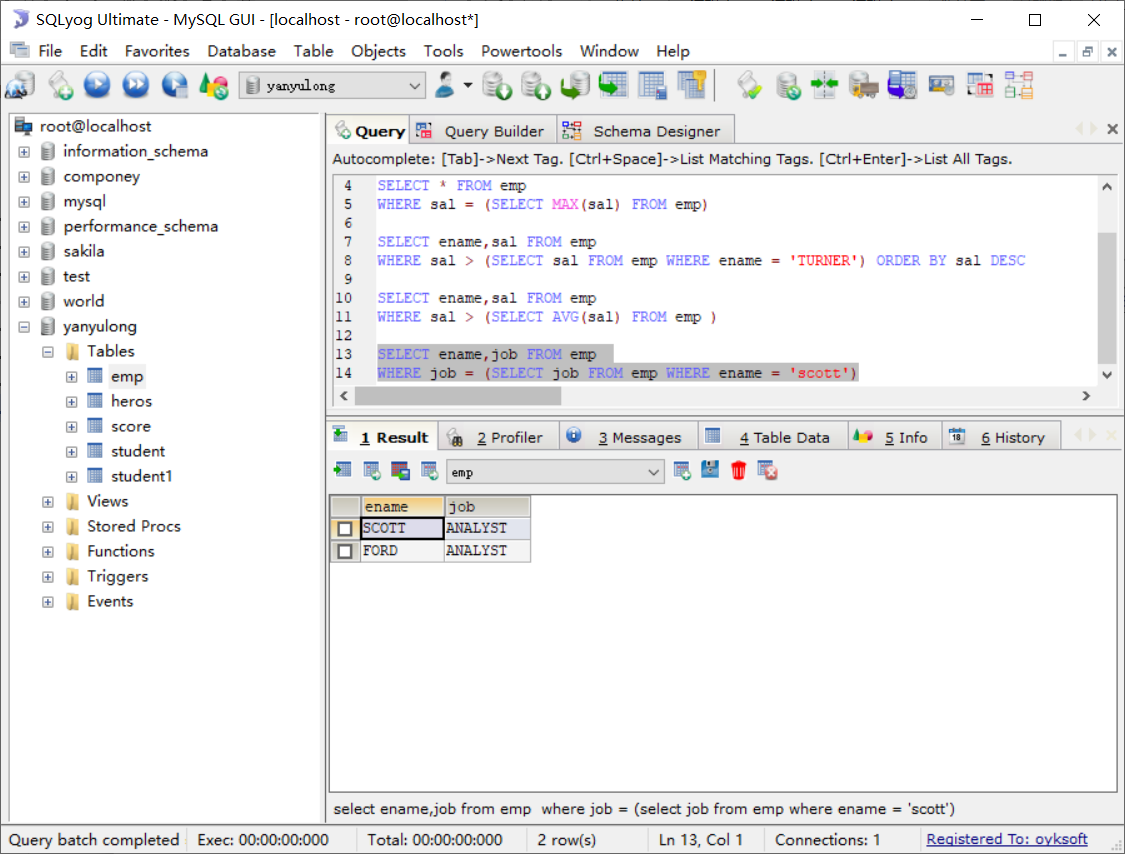 SQLyog Ultimate - MySQL GUI - [localhost - root@localhost*]
File Edit Favorites Database Table Objects Tools Powertools Window Help
yanyulong
root@localhost
information_schema
componey
mysql
performance_schema
sakila
test
world
yanyulong
Tables
emp
heros
score
student
student1
Views
Stored Procs
Functions
Triggers
Events
Query Query Builder Schema Designer
Autocomplete: [Tab]->Next Tag. [Ctrl+Space]->List Matching Tags. [Ctrl+Enter]->List All Tags.
4 SELECT * FROM emp
5 WHERE sal = (SELECT MAX(sal) FROM emp)
6
7 SELECT ename,sal FROM emp
8 WHERE sal > (SELECT sal FROM emp WHERE ename = 'TURNER') ORDER BY sal DESC
9
10 SELECT ename,sal FROM emp
11 WHERE sal > (SELECT AVG(sal) FROM emp )
12
13 SELECT ename,job FROM emp
14 WHERE job = (SELECT job FROM emp WHERE ename = 'scott')
1 Result 2 Profiler 3 Messages 4 Table Data 5 Info 18 6 History
emp
ename job
SCOTT ANALYST
FORD ANALYST
select ename,job from emp where job = (select job from emp where ename = 'scott')
Query batch completed Exec: 00:00:00:000 Total: 00:00:00:000 2 row(s) Ln 13, Col 1 Connections: 1 Registered To: oyksoft